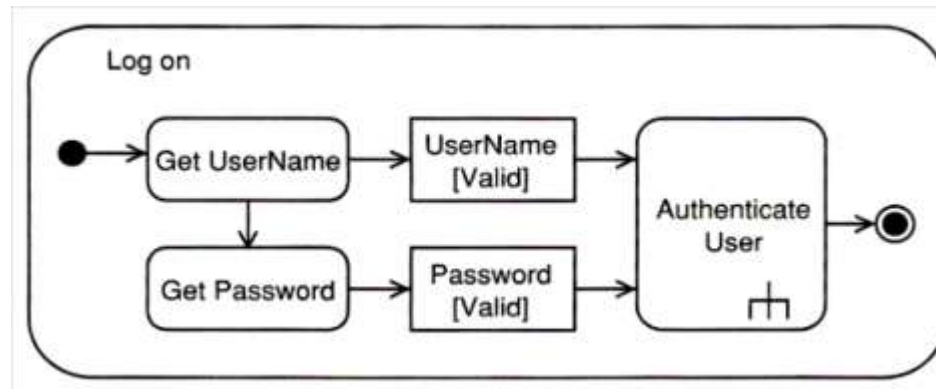 Log on
Get UserName
UserName
[Valid]
Authenticate
User
Get Password
Password
[Valid]